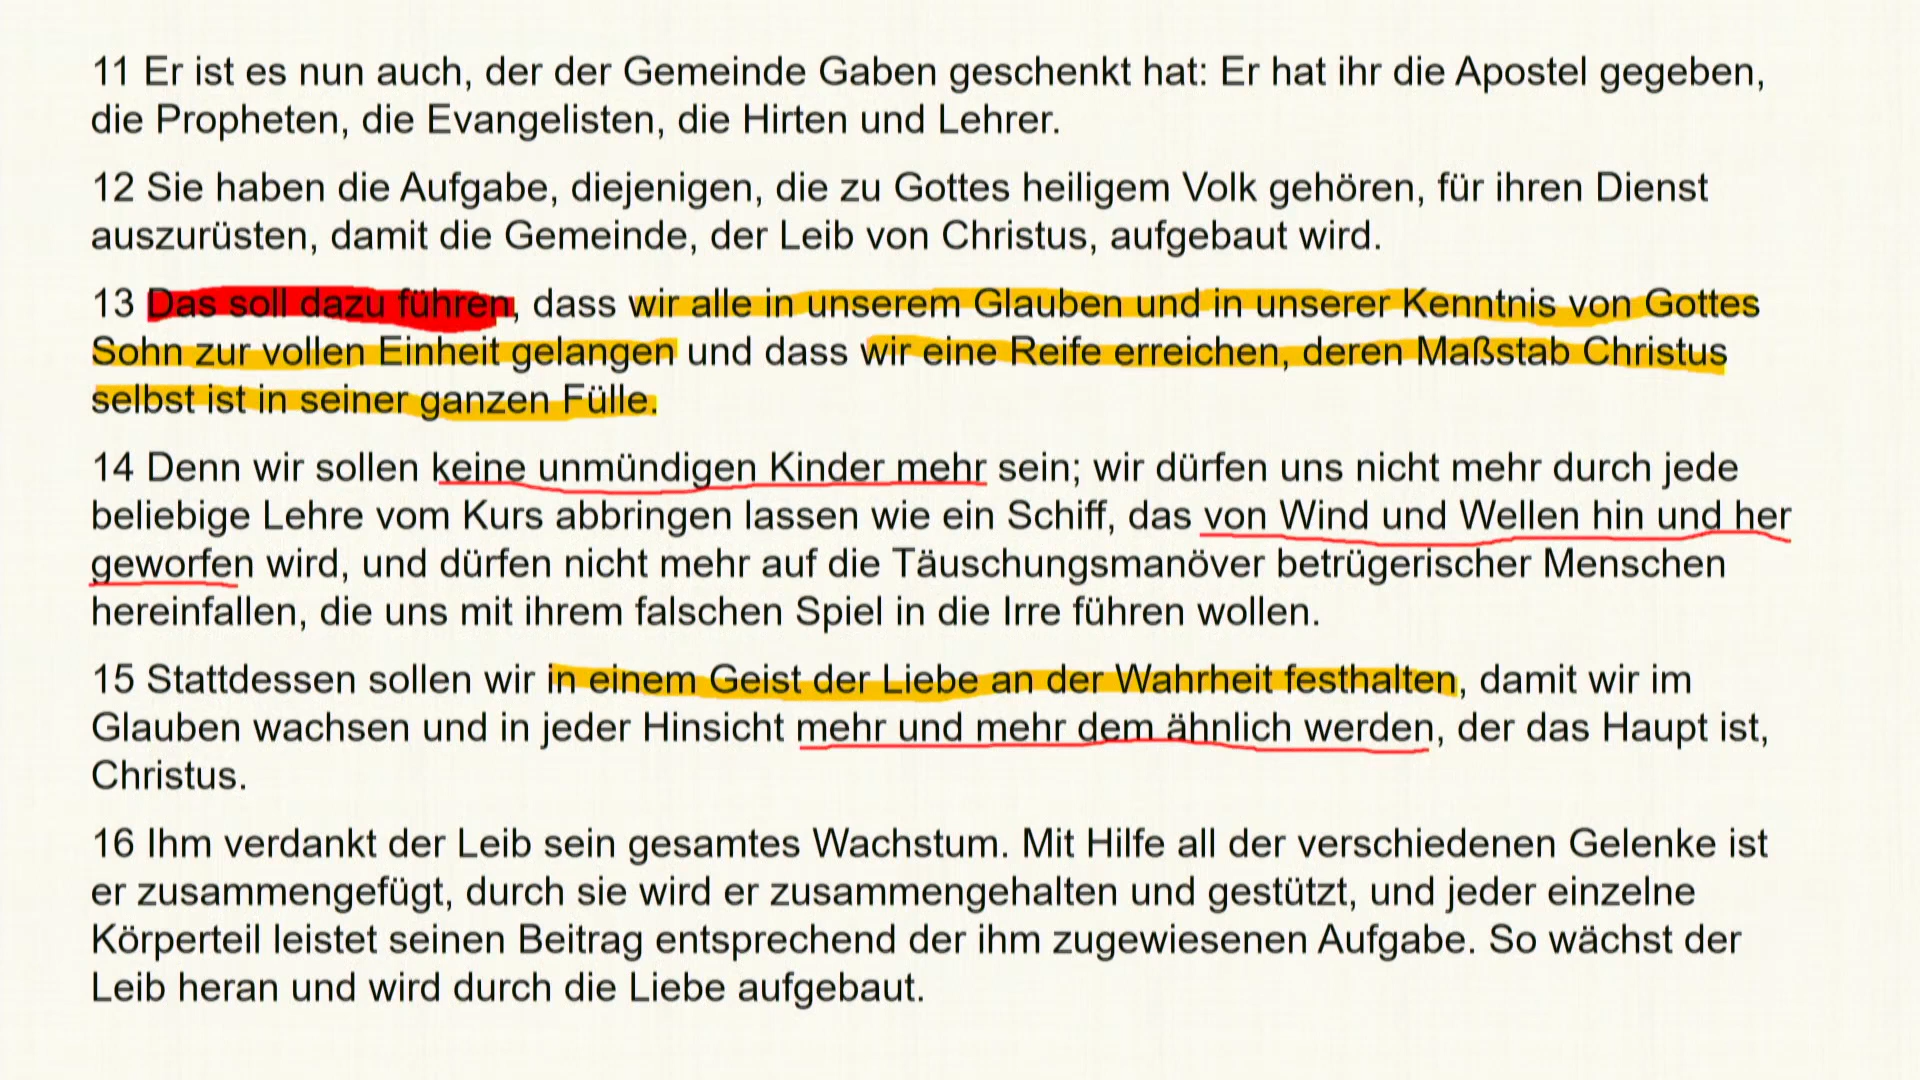 11 Er ist es nun auch, der der Gemeinde Gaben geschenkt hat: Er hat ihr die Apostel gegeben,
die Propheten, die Evangelisten, die Hirten und Lehrer.
12 Sie haben die Aufgabe, diejenigen, die zu Gottes heiligem Volk gehören, für ihren Dienst
auszurüsten, damit die Gemeinde, der Leib von Christus, aufgebaut wird.
13 Das soll dazu führen, dass wir alle in unserem Glauben und in unserer Kenntnis von Gottes
Sohn zur vollen Einheit gelangen und dass wir eine Reife erreichen, deren Maßstab Christus
selbst ist in seiner ganzen Fülle.
14 Denn wir sollen keine unmündigen Kinder mehr sein; wir dürfen uns nicht mehr durch jede
beliebige Lehre vom Kurs abbringen lassen wie ein Schiff, das von Wind und Wellen hin und her
geworfen wird, und dürfen nicht mehr auf die Täuschungsmanöver betrügerischer Menschen
hereinfallen, die uns mit ihrem falschen Spiel in die Irre führen wollen.
15 Stattdessen sollen wir in einem Geist der Liebe an der Wahrheit festhalten, damit wir im
Glauben wachsen und in jeder Hinsicht mehr und mehr dem ähnlich werden, der das Haupt ist,
Christus.
16 Ihm verdankt der Leib sein gesamtes Wachstum. Mit Hilfe all der verschiedenen Gelenke ist
er zusammengefügt, durch sie wird er zusammengehalten und gestützt, und jeder einzelne
Körperteil leistet seinen Beitrag entsprechend der ihm zugewiesenen Aufgabe. So wächst der
Leib heran und wird durch die Liebe aufgebaut.